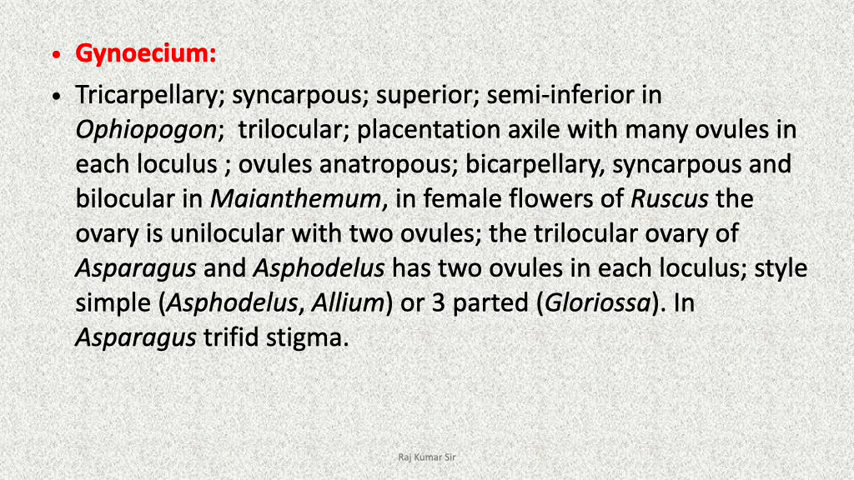 • Gynoecium:
• Tricarpellary; syncarpous; superior; semi-inferior in
Ophiopogon;  trilocular; placentation axile with many ovules in
each loculus ; ovules anatropous; bicarpellary, syncarpous and
bilocular in Maianthemum, in female flowers of Ruscus the
ovary is unilocular with two ovules; the trilocular ovary of
Asparagus and Asphodelus has two ovules in each loculus; style
simple (Asphodelus, Allium) or 3 parted (Gloriossa). In
Asparagus trifid stigma.
Raj Kumar Sir